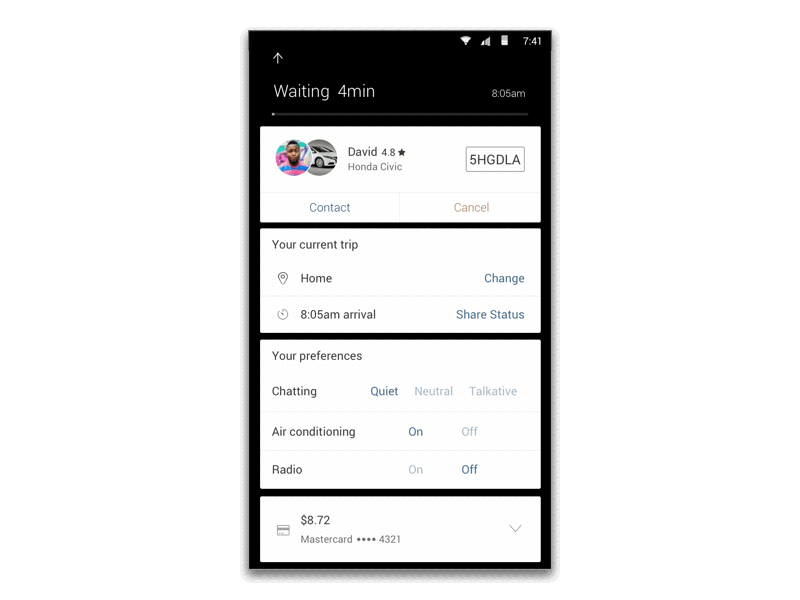 7:41
Waiting 4min
8:05am
David 4.8 ★
Honda Civic
5HGDLA
Contact
Cancel
Your current trip
Home
Change
8:05am arrival
Share Status
Your preferences
Chatting
Quiet
Neutral
Talkative
Air conditioning
On
Off
Radio
On
Off
$8.72
Mastercard •••• 4321